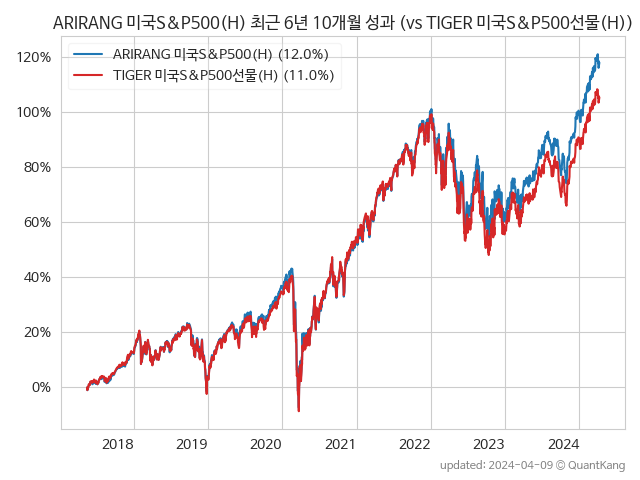 ARIRANG 미국S&P500(H) 최근 6년 10개월 성과 (vs TIGER 미국S&P500선물(H))
ARIRANG 미국S&P500(H) (12.0%)
TIGER 미국S&P500선물(H) (11.0%)
120%
100%
80%
60%
40%
20%
0%
2018 2019 2020 2021 2022 2023 2024
updated: 2024-04-09 © QuantKang